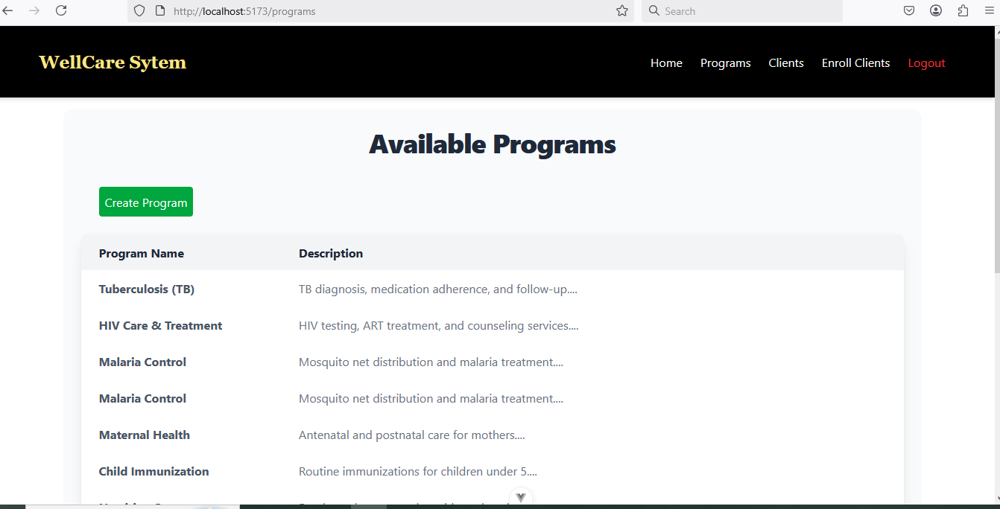 http://localhost:5173/programs
Search
WellCare Sytem
Home Programs Clients Enroll Clients Logout
Available Programs
Create Program
Program Name Description
Tuberculosis (TB) TB diagnosis, medication adherence, and follow-up....
HIV Care & Treatment HIV testing, ART treatment, and counseling services....
Malaria Control Mosquito net distribution and malaria treatment....
Malaria Control Mosquito net distribution and malaria treatment....
Maternal Health Antenatal and postnatal care for mothers....
Child Immunization Routine immunizations for children under 5....